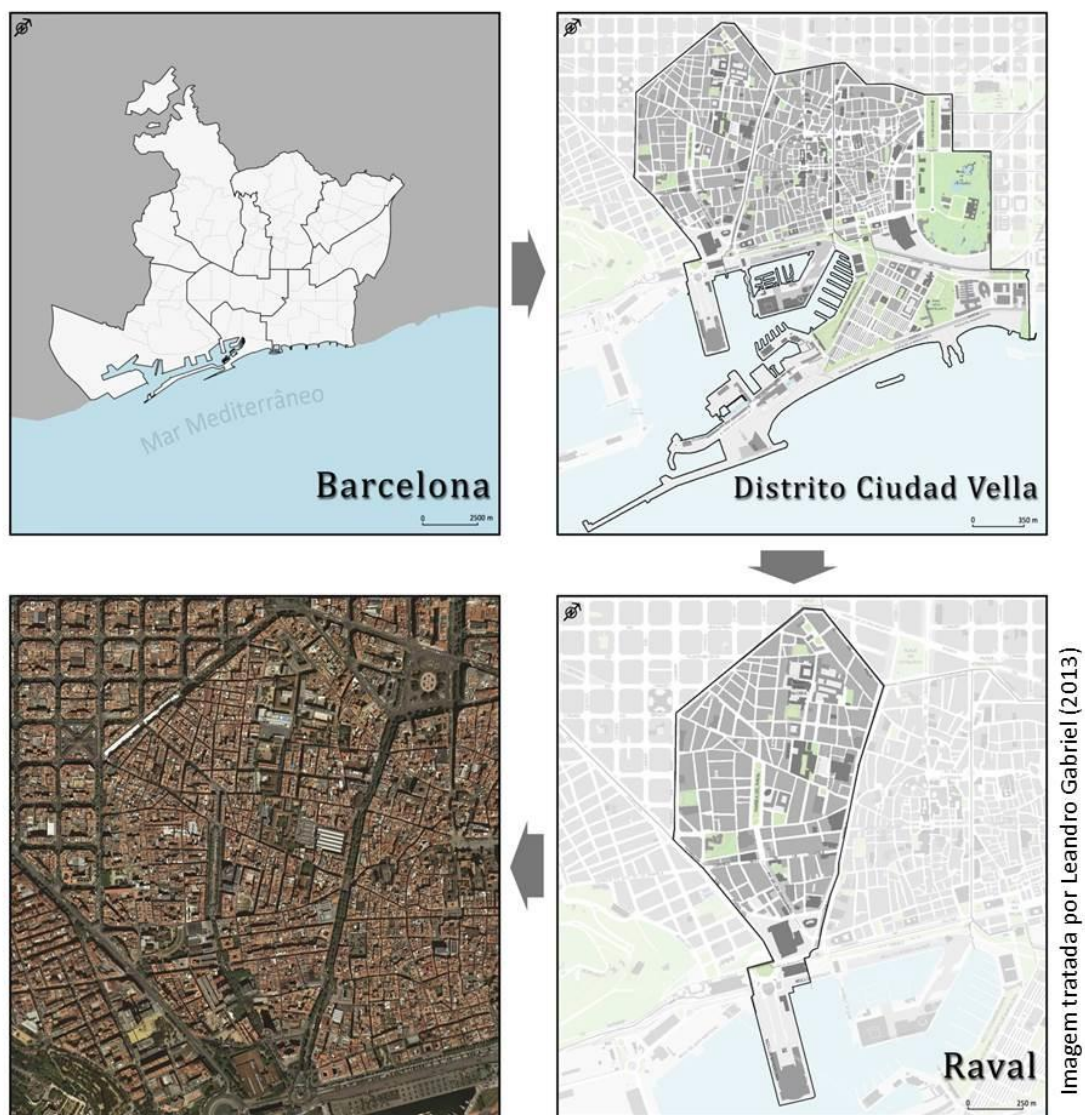 Mar Mediterrâneo
Barcelona
0 2500 m
Distrito Ciudad Vella
0 350 m
Raval
0 250 m
Imagem tratada por Leandro Gabriel (2013)